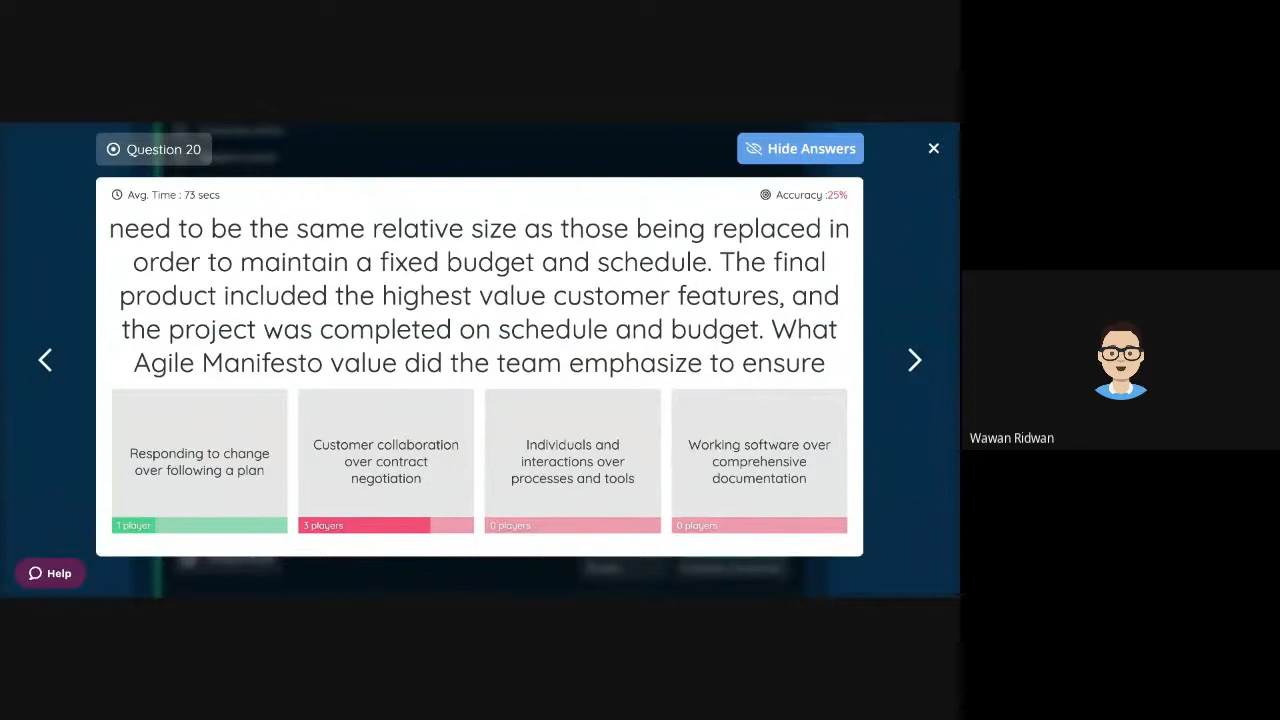 Question 20
Hide Answers
Avg. Time : 73 secs
Accuracy :25%
need to be the same relative size as those being replaced in
order to maintain a fixed budget and schedule. The final
product included the highest value customer features, and
the project was completed on schedule and budget. What
Agile Manifesto value did the team emphasize to ensure
Responding to change
over following a plan
1 player
Customer collaboration
over contract
negotiation
3 players
Individuals and
interactions over
processes and tools
0 players
Working software over
comprehensive
documentation
0 players
Help
Wawan Ridwan